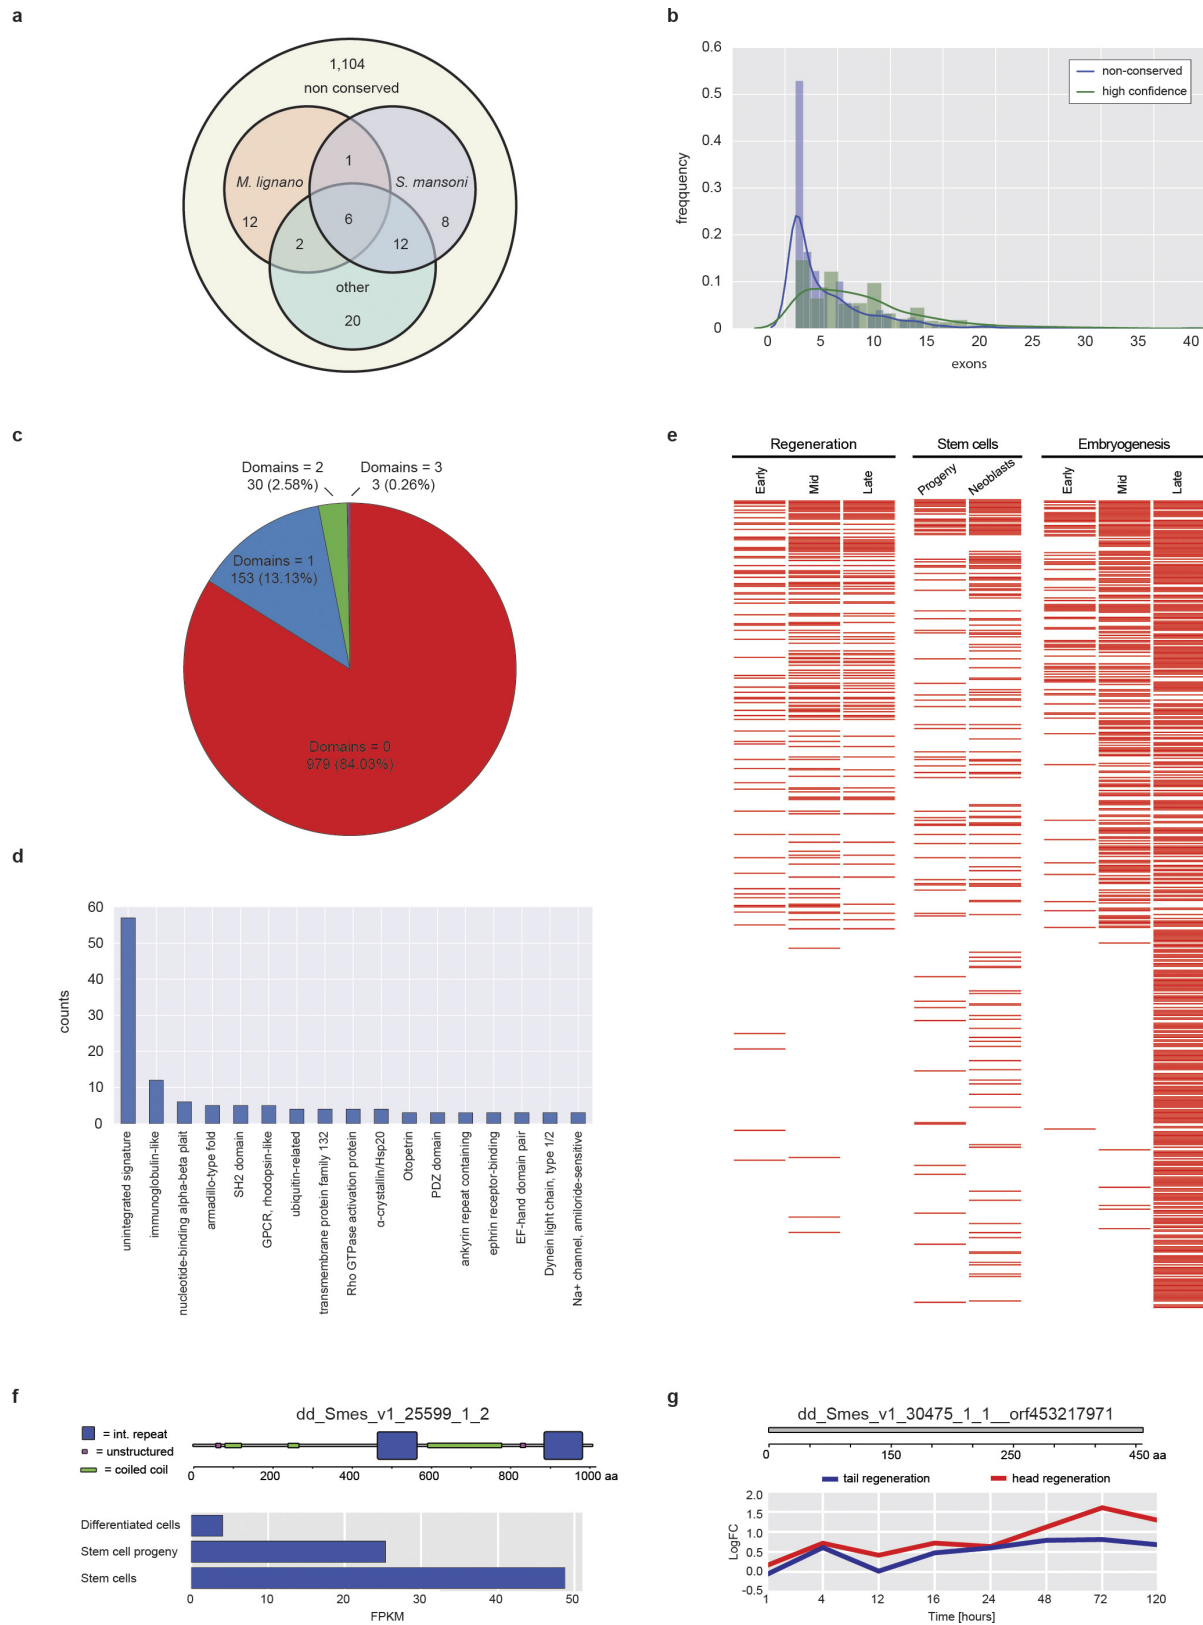 a
1,104
non conserved
1
M. lignano
S. mansoni
12
6
8
2
12
other
20
b
0.6
0.5
0.4
0.3
0.2
0.1
0
freqquency
non-conserved
high confidence
0 5 10 15 20 25 30 35 40
exons
c
Domains = 2
30 (2.58%)
Domains = 3
3 (0.26%)
Domains = 1
153 (13.13%)
Domains = 0
979 (84.03%)
d
60
50
40
30
20
10
0
counts
unintegrated signature
immunoglobulin-like
nucleotide-binding alpha-beta plait
armadillo-type fold
SH2 domain
GPCR, rhodopsin-like
ubiquitin-related
transmembrane protein family 132
Rho GTPase activation protein
α-crystallin/Hsp20
Otopetrin
PDZ domain
ankyrin repeat containing
ephrin receptor-binding
EF-hand domain pair
Dynein light chain, type 1/2
Na+ channel, amiloride-sensitive
e
Regeneration
Stem cells
Embryogenesis
Early
Mid
Late
Progeny
Neoblasts
Early
Mid
Late
f
dd_Smes_v1_25599_1_2
= int. repeat
= unstructured
= coiled coil
0 200 400 600 800 1000 aa
Differentiated cells
Stem cell progeny
Stem cells
0 10 20 30 40 50
FPKM
g
dd_Smes_v1_30475_1_1__orf453217971
0 150 250 450 aa
tail regeneration
head regeneration
2.0
1.5
1.0
0.5
0.0
-0.5
LogFC
1 4 12 16 24 48 72 120
Time [hours]